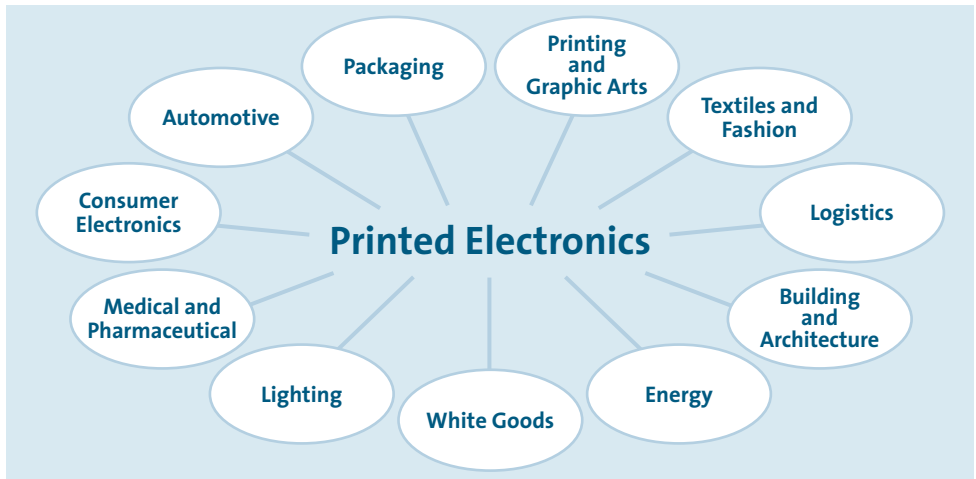 Packaging
Printing
and
Graphic Arts
Automotive
Textiles and
Fashion
Consumer
Electronics
Logistics
Printed Electronics
Medical and
Pharmaceutical
Building
and
Architecture
Lighting
White Goods
Energy